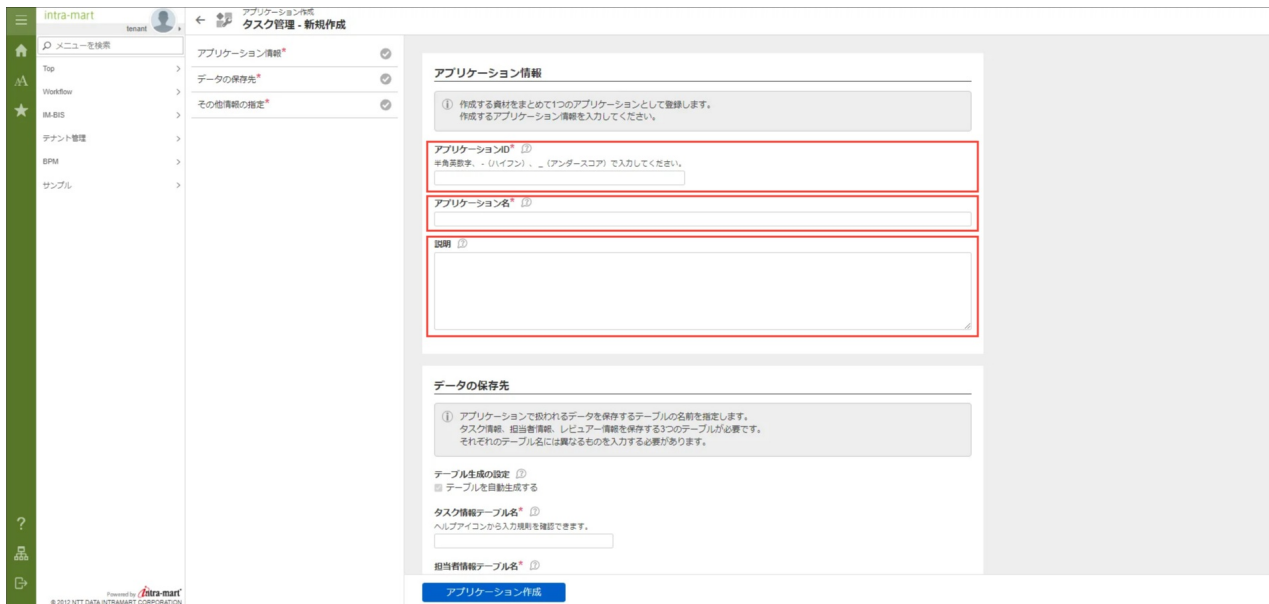 intra-mart
tenant
メニューを検索
Top
Workflow
IM-BIS
テナント管理
BPM
サンプル
Powered by intra-mart
© 2012 NTT DATA INTRAMART CORPORATION
アプリケーション作成
タスク管理 - 新規作成
アプリケーション情報*
データの保存先*
その他情報の指定*
アプリケーション情報
作成する資材をまとめて1つのアプリケーションとして登録します。
作成するアプリケーション情報を入力してください。
アプリケーションID*
半角英数字、-（ハイフン）、_（アンダースコア）で入力してください。
アプリケーション名*
説明
データの保存先
アプリケーションで扱われるデータを保存するテーブルの名前を指定します。
タスク情報、担当者情報、レビュアー情報を保存する3つのテーブルが必要です。
それぞれのテーブル名には異なるものを入力する必要があります。
テーブル生成の設定
テーブルを自動生成する
タスク情報テーブル名*
ヘルプアイコンから入力規則を確認できます。
担当者情報テーブル名*
アプリケーション作成